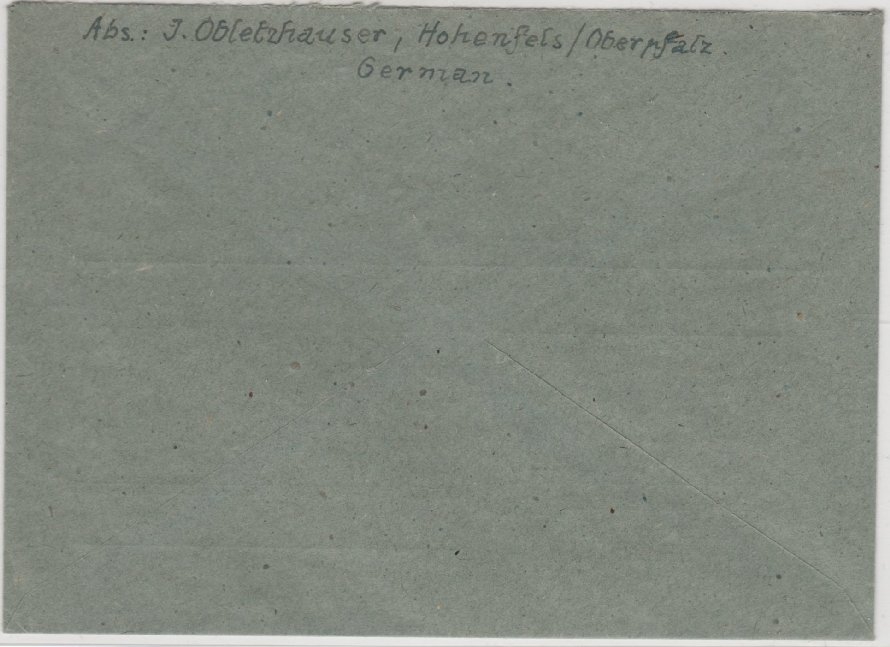 Abs.: J. Obletzhauser, Hohenfels/Oberpfalz.
German.